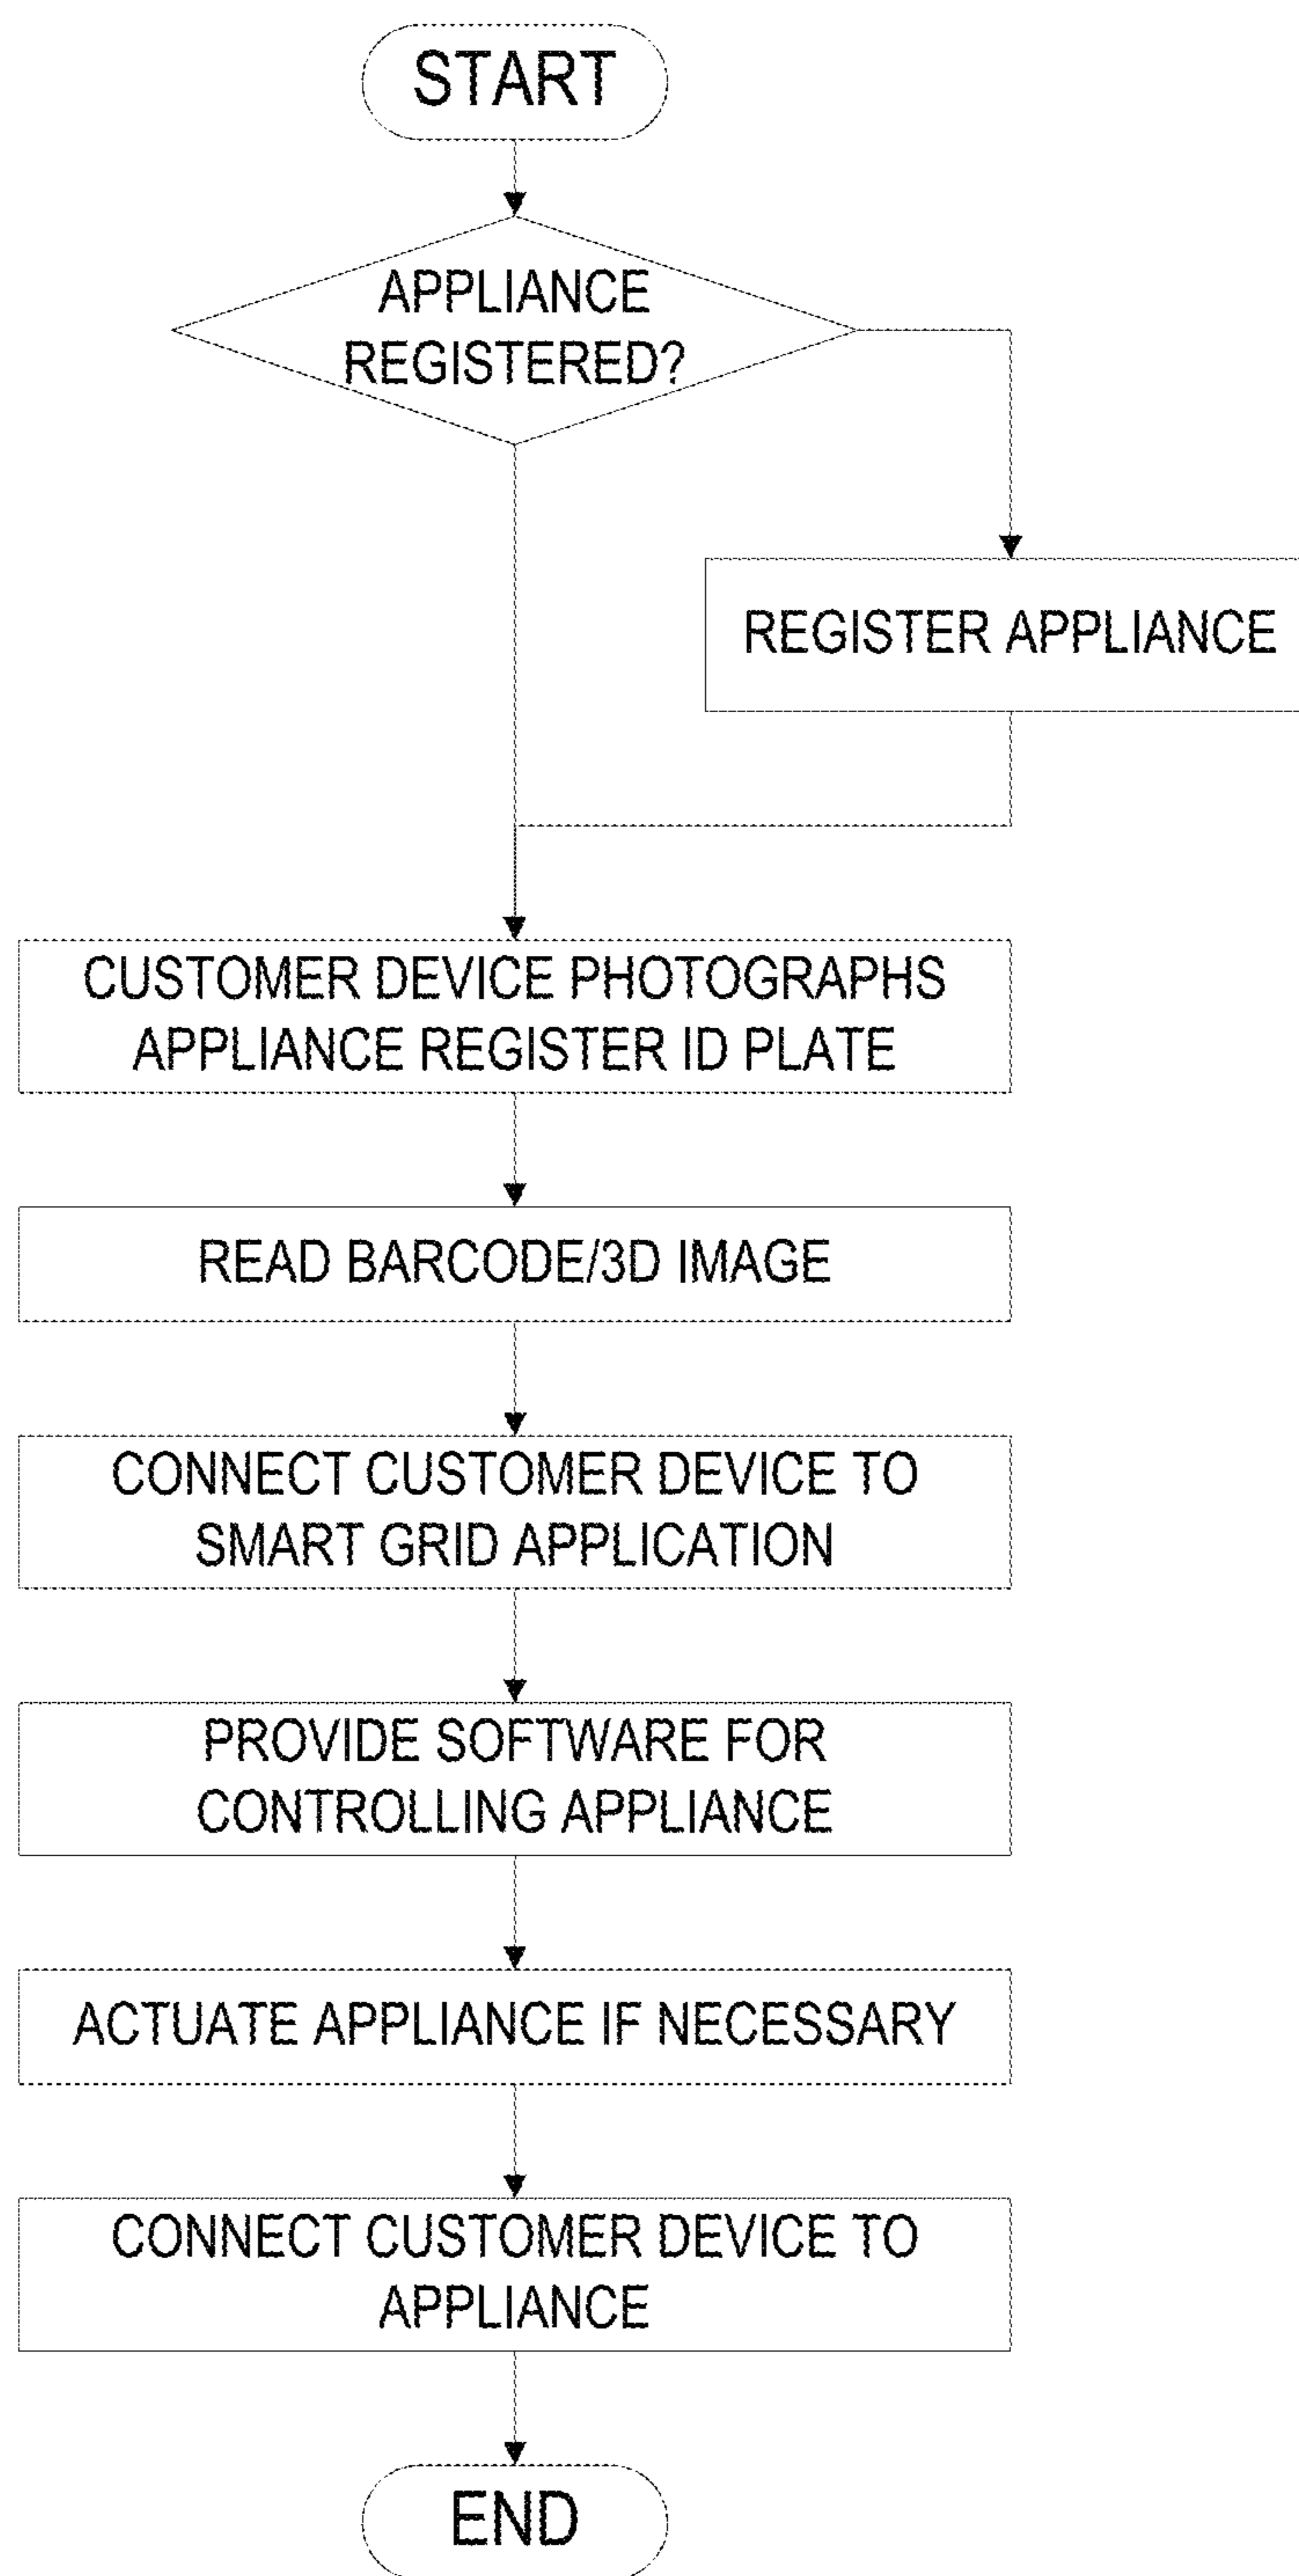 START
APPLIANCE
REGISTERED?
REGISTER APPLIANCE
CUSTOMER DEVICE PHOTOGRAPHS
APPLIANCE REGISTER ID PLATE
READ BARCODE/3D IMAGE
CONNECT CUSTOMER DEVICE TO
SMART GRID APPLICATION
PROVIDE SOFTWARE FOR
CONTROLLING APPLIANCE
ACTUATE APPLIANCE IF NECESSARY
CONNECT CUSTOMER DEVICE TO
APPLIANCE
END